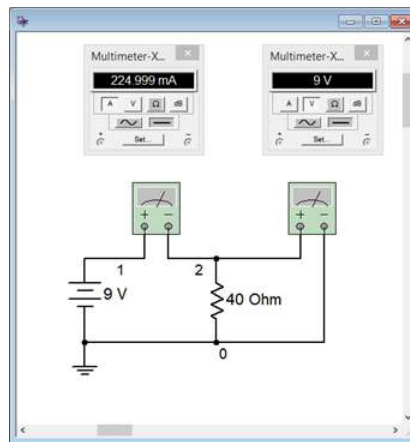 Multimeter-X...
224.999 mA
A V Ω dB
Set...
+ -
Multimeter-X...
9 V
A V Ω dB
Set...
+ -
+ -
+ -
1
2
9 V
40 Ohm
0